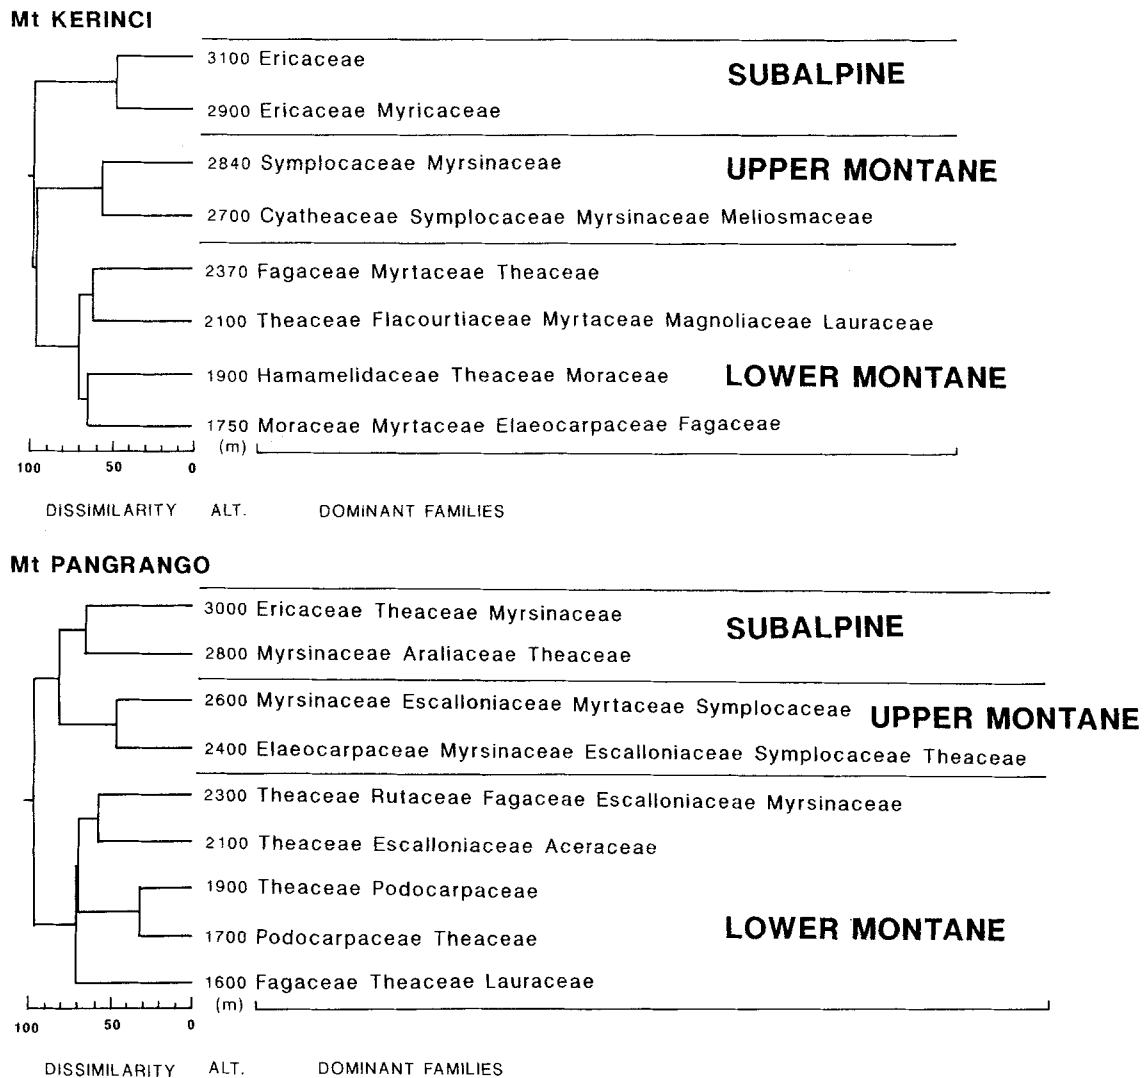 Mt KERINCI
3100 Ericaceae
SUBALPINE
2900 Ericaceae Myricaceae
2840 Symplocaceae Myrsinaceae
UPPER MONTANE
2700 Cyatheaceae Symplocaceae Myrsinaceae Meliosmaceae
2370 Fagaceae Myrtaceae Theaceae
2100 Theaceae Flacourtiaceae Myrtaceae Magnoliaceae Lauraceae
1900 Hamamelidaceae Theaceae Moraceae
LOWER MONTANE
1750 Moraceae Myrtaceae Elaeocarpaceae Fagaceae
(m)
100 50 0
DISSIMILARITY ALT. DOMINANT FAMILIES
Mt PANGRANGO
3000 Ericaceae Theaceae Myrsinaceae
SUBALPINE
2800 Myrsinaceae Araliaceae Theaceae
2600 Myrsinaceae Escalloniaceae Myrtaceae Symplocaceae
UPPER MONTANE
2400 Elaeocarpaceae Myrsinaceae Escalloniaceae Symplocaceae Theaceae
2300 Theaceae Rutaceae Fagaceae Escalloniaceae Myrsinaceae
2100 Theaceae Escalloniaceae Aceraceae
1900 Theaceae Podocarpaceae
LOWER MONTANE
1700 Podocarpaceae Theaceae
1600 Fagaceae Theaceae Lauraceae
(m)
100 50 0
DISSIMILARITY ALT. DOMINANT FAMILIES